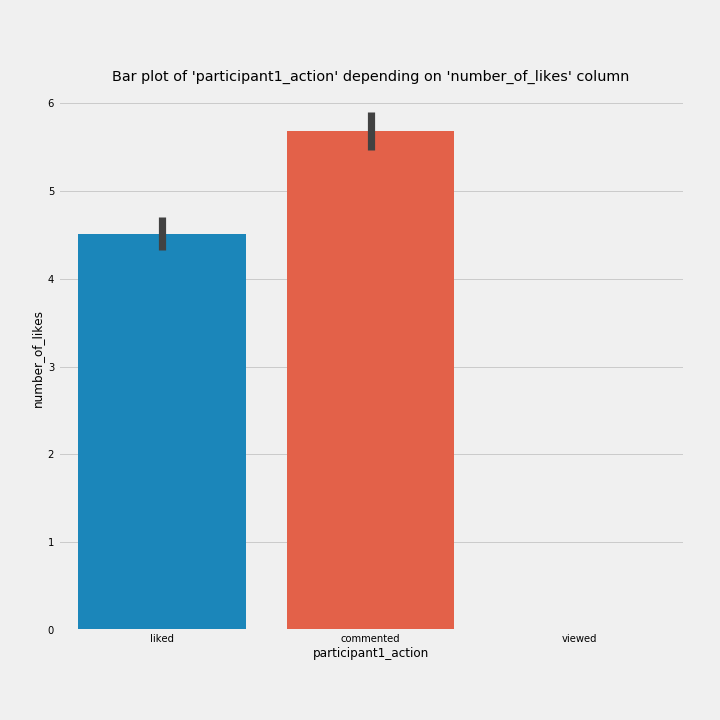 Bar plot of 'participant1_action' depending on 'number_of_likes' column
6
5
4
3
2
1
0
number_of_likes
liked
commented
viewed
participant1_action